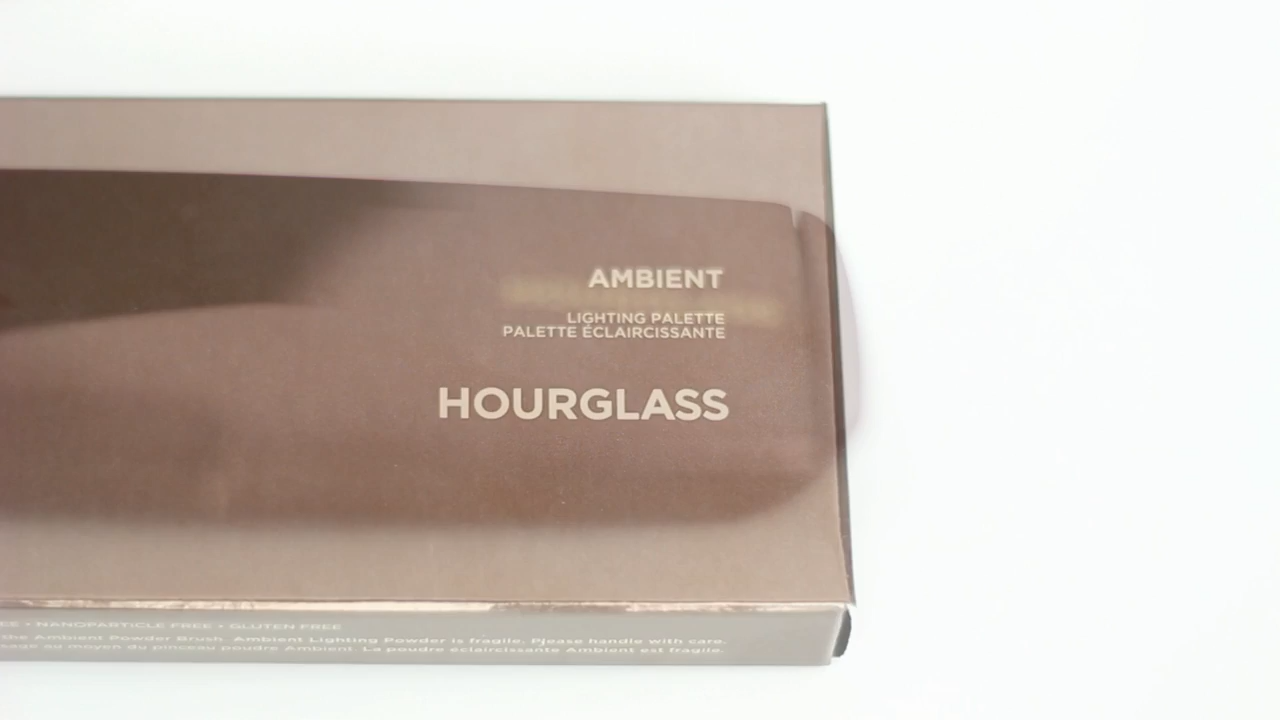 AMBIENT
LIGHTING PALETTE
PALETTE ÉCLAIRCISSANTE
HOURGLASS
• NANOPARTICLE FREE • GLUTEN FREE
the Ambient Powder Brush. Ambient Lighting Powder is fragile. Please handle with care.
au moyen du pinceau poudre Ambient. La poudre éclaircissante Ambient est fragile.